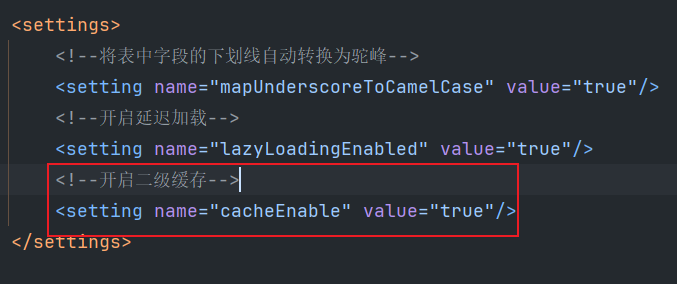 <settings>
<!--将表中字段的下划线自动转换为驼峰-->
<setting name="mapUnderscoreToCamelCase" value="true"/>
<!--开启延迟加载-->
<setting name="lazyLoadingEnabled" value="true"/>
<!--开启二级缓存-->
<setting name="cacheEnable" value="true"/>
</settings>